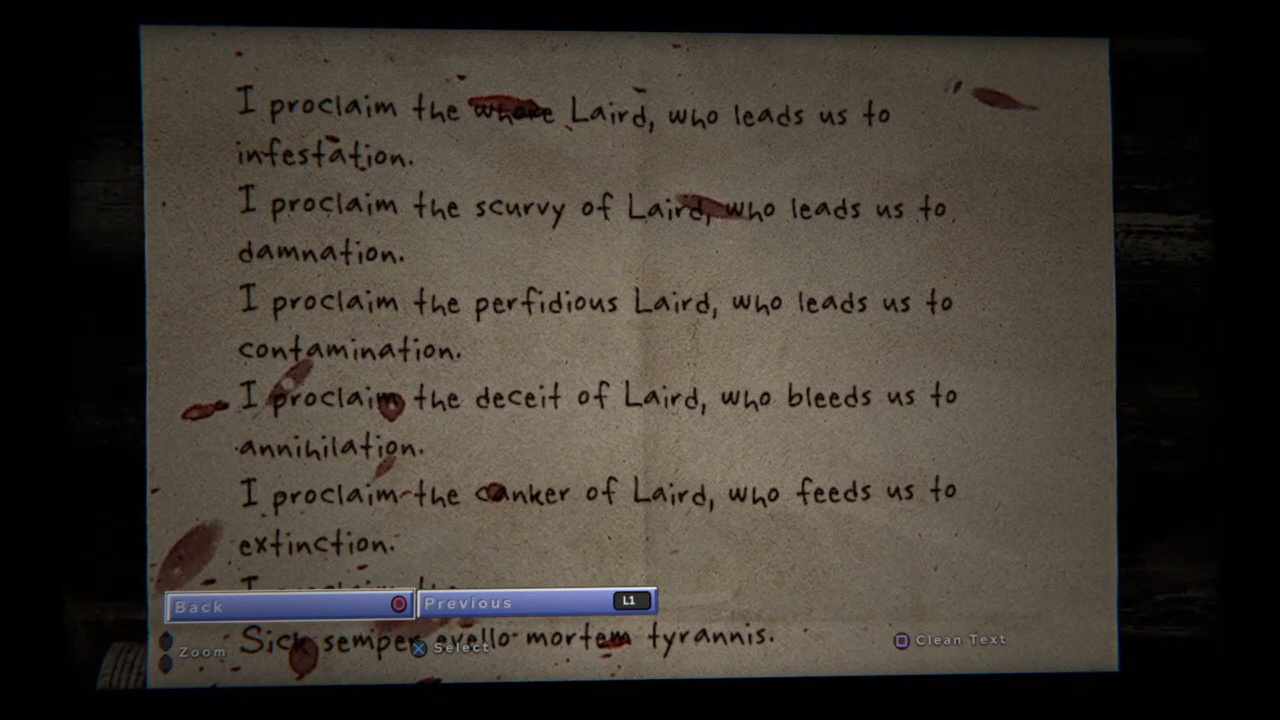 I proclaim the whore Laird, who leads us to
infestation.
I proclaim the scurvy of Laird, who leads us to
damnation.
I proclaim the perfidious Laird, who leads us to
contamination.
I proclaim the deceit of Laird, who bleeds us to
annihilation.
I proclaim the canker of Laird, who feeds us to
extinction.
I proclaim the
Back Previous L1
Sick semper evello mortem tyrannis.
Zoom Select Clean Text